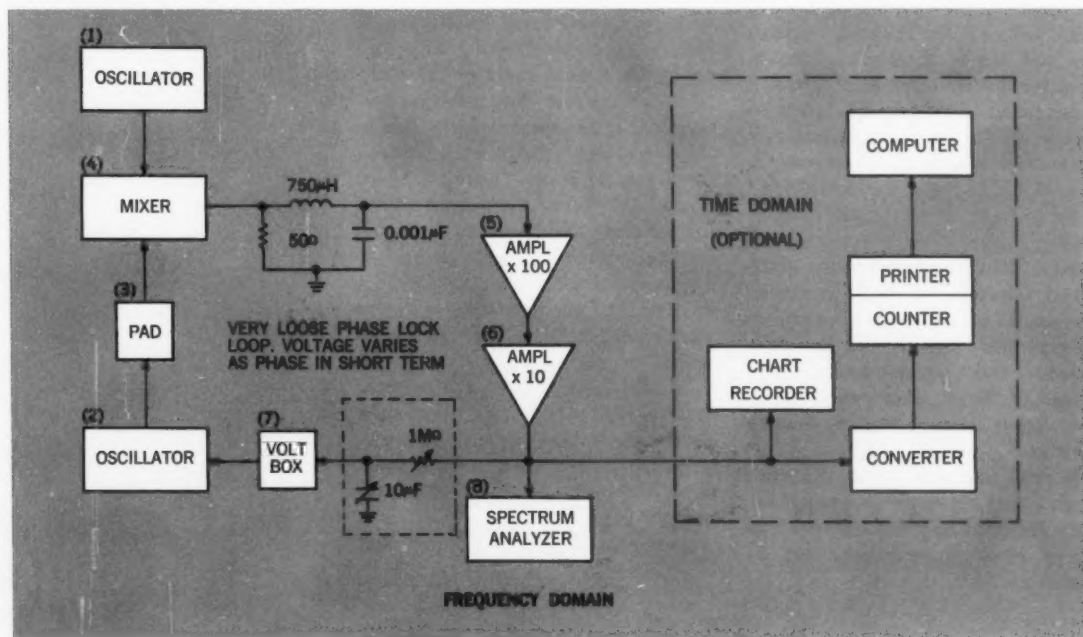 (1)
OSCILLATOR
(4)
MIXER
750μH
50Ω
0.001μF
(5)
AMPL
x 100
(3)
PAD
VERY LOOSE PHASE LOCK
LOOP. VOLTAGE VARIES
AS PHASE IN SHORT TERM
(6)
AMPL
x 10
(2)
OSCILLATOR
(7)
VOLT
BOX
1MΩ
10μF
(8)
SPECTRUM
ANALYZER
FREQUENCY DOMAIN
TIME DOMAIN
(OPTIONAL)
COMPUTER
PRINTER
COUNTER
CHART
RECORDER
CONVERTER